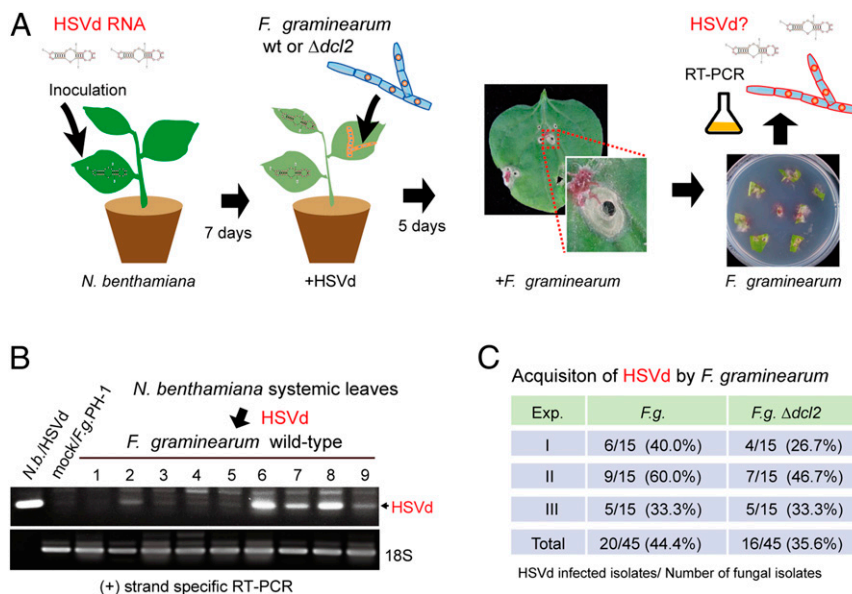 A
HSVd RNA
Inoculation
N. benthamiana
7 days
F. graminearum
wt or Δdcl2
+HSVd
5 days
+F. graminearum
HSVd?
RT-PCR
F. graminearum
B
N. benthamiana systemic leaves
HSVd
F. graminearum wild-type
N.b./HSVd
mock/F.g.PH-1
1 2 3 4 5 6 7 8 9
HSVd
18S
(+) strand specific RT-PCR
C
Acquisiton of HSVd by F. graminearum
Exp. F.g. F.g. Δdcl2
I 6/15 (40.0%) 4/15 (26.7%)
II 9/15 (60.0%) 7/15 (46.7%)
III 5/15 (33.3%) 5/15 (33.3%)
Total 20/45 (44.4%) 16/45 (35.6%)
HSVd infected isolates/ Number of fungal isolates